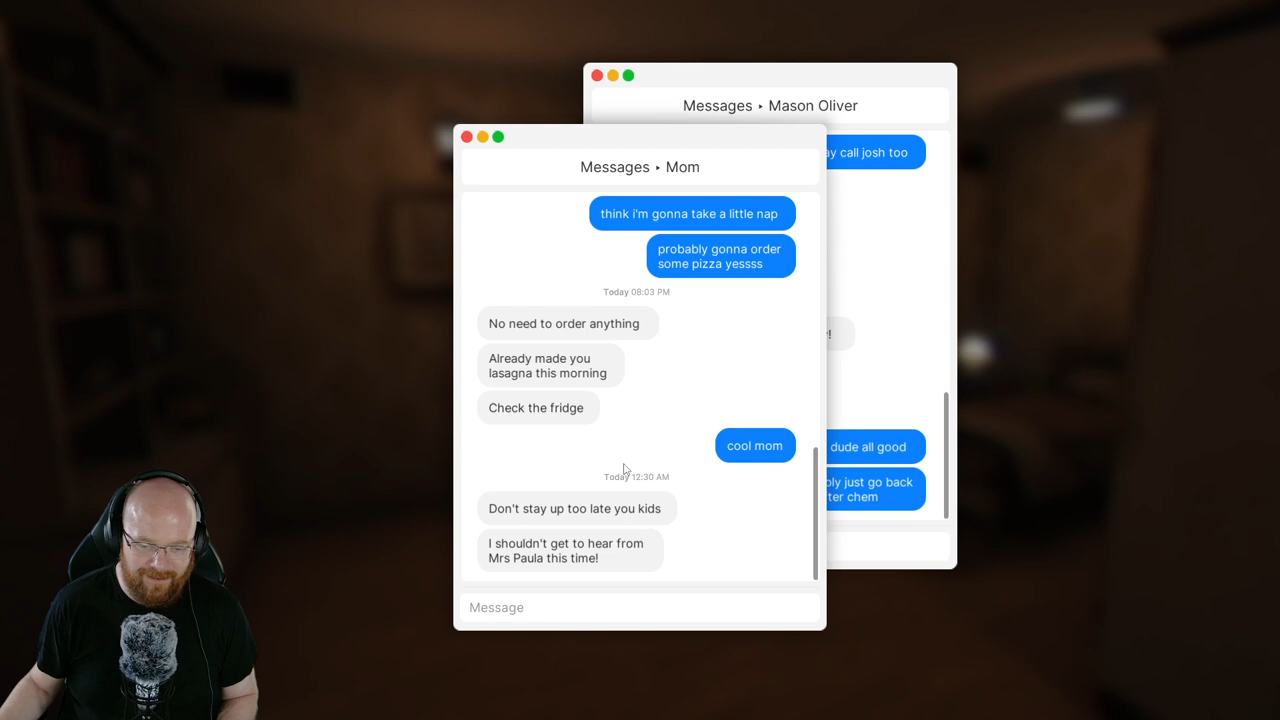 Messages ▸ Mason Oliver
call josh too
Messages ▸ Mom
think i'm gonna take a little nap
probably gonna order
some pizza yessss
Today 08:03 PM
No need to order anything
Already made you
lasagna this morning
Check the fridge
cool mom
dude all good
just go back
chem
Today 12:30 AM
Don't stay up too late you kids
I shouldn't get to hear from
Mrs Paula this time!
Message